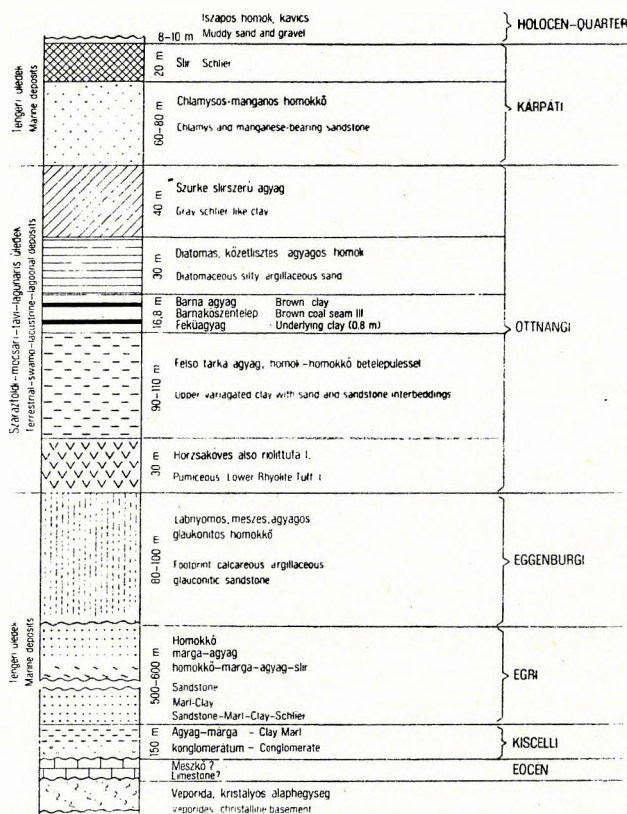 Iszapos homok, kavics
8–10 m Muddy sand and gravel
HOLOCEN-QUARTER
Tengeri üledék
Marine deposits
20 m
Slir Schlier
60–80 m
Chlamysos-manganos homokkő
Chlamys and manganese-bearing sandstone
KÁRPÁTI
Szárazföldi-mocsári-tavi-lagunáris üledék
Terrestrial-swamp-lacustrine-lagoonal deposits
40 m
Szürke slirszerű agyag
Gray schlier like clay
30 m
Diatomás, kőzetlisztes agyagos homok
Diatomaceous silty argillaceous sand
16,8 m
Barna agyag Brown clay
Barnakőszéntelep Brown coal seam III
Feküagyag Underlying clay (0.8 m)
90–110 m
Felső tarka agyag, homok-homokkő betelepüléssel
Upper variagated clay with sand and sandstone interbeddings
30 m
Horzsaköves alsó riolittufa I.
Pumiceous Lower Rhyolite Tuff I.
OTTNANGI
Tengeri üledék
Marine deposits
80–100 m
Lábnyomos, meszes, agyagos
glaukonitos homokkő
Footprint calcareous argillaceous
glauconitic sandstone
EGGENBURGI
500–600 m
Homokkő
márga-agyag
homokkő-márga-agyag-slir
Sandstone
Marl-Clay
Sandstone-Marl-Clay-Schlier
EGRI
150 m
Agyag-márga – Clay Marl
konglomerátum – Conglomerate
KISCELLI
Mészkő?
Limestone?
EOCÉN
Veporida, kristályos alaphegység
Veporides christalline basement